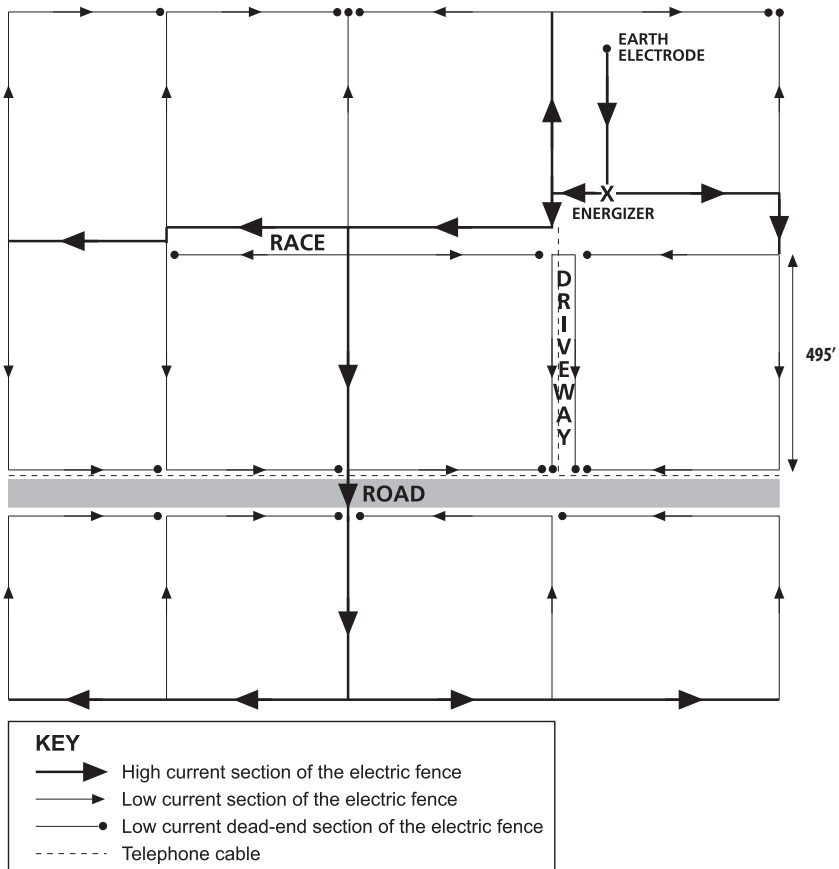 EARTH
ELECTRODE
X
ENERGIZER
RACE
DRIVEWAY
495'
ROAD
KEY
High current section of the electric fence
Low current section of the electric fence
Low current dead-end section of the electric fence
Telephone cable